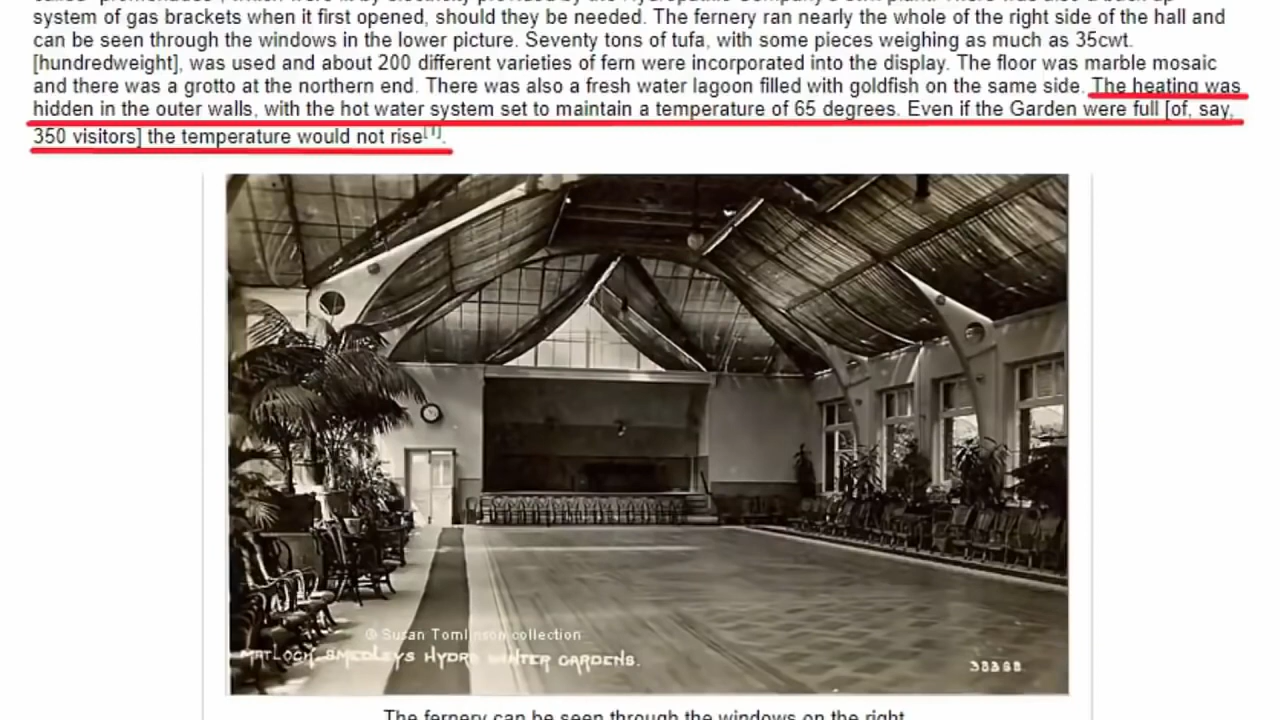 system of gas brackets when it first opened, should they be needed. The fernery ran nearly the whole of the right side of the hall and
can be seen through the windows in the lower picture. Seventy tons of tufa, with some pieces weighing as much as 35cwt.
[hundredweight], was used and about 200 different varieties of fern were incorporated into the display. The floor was marble mosaic
and there was a grotto at the northern end. There was also a fresh water lagoon filled with goldfish on the same side. The heating was
hidden in the outer walls, with the hot water system set to maintain a temperature of 65 degrees. Even if the Garden were full [of, say,
350 visitors] the temperature would not rise[1].
© Susan Tomlinson collection
MATLOCK. SMEDLEYS HYDRO WINTER GARDENS.
38368
The fernery can be seen through the windows on the right